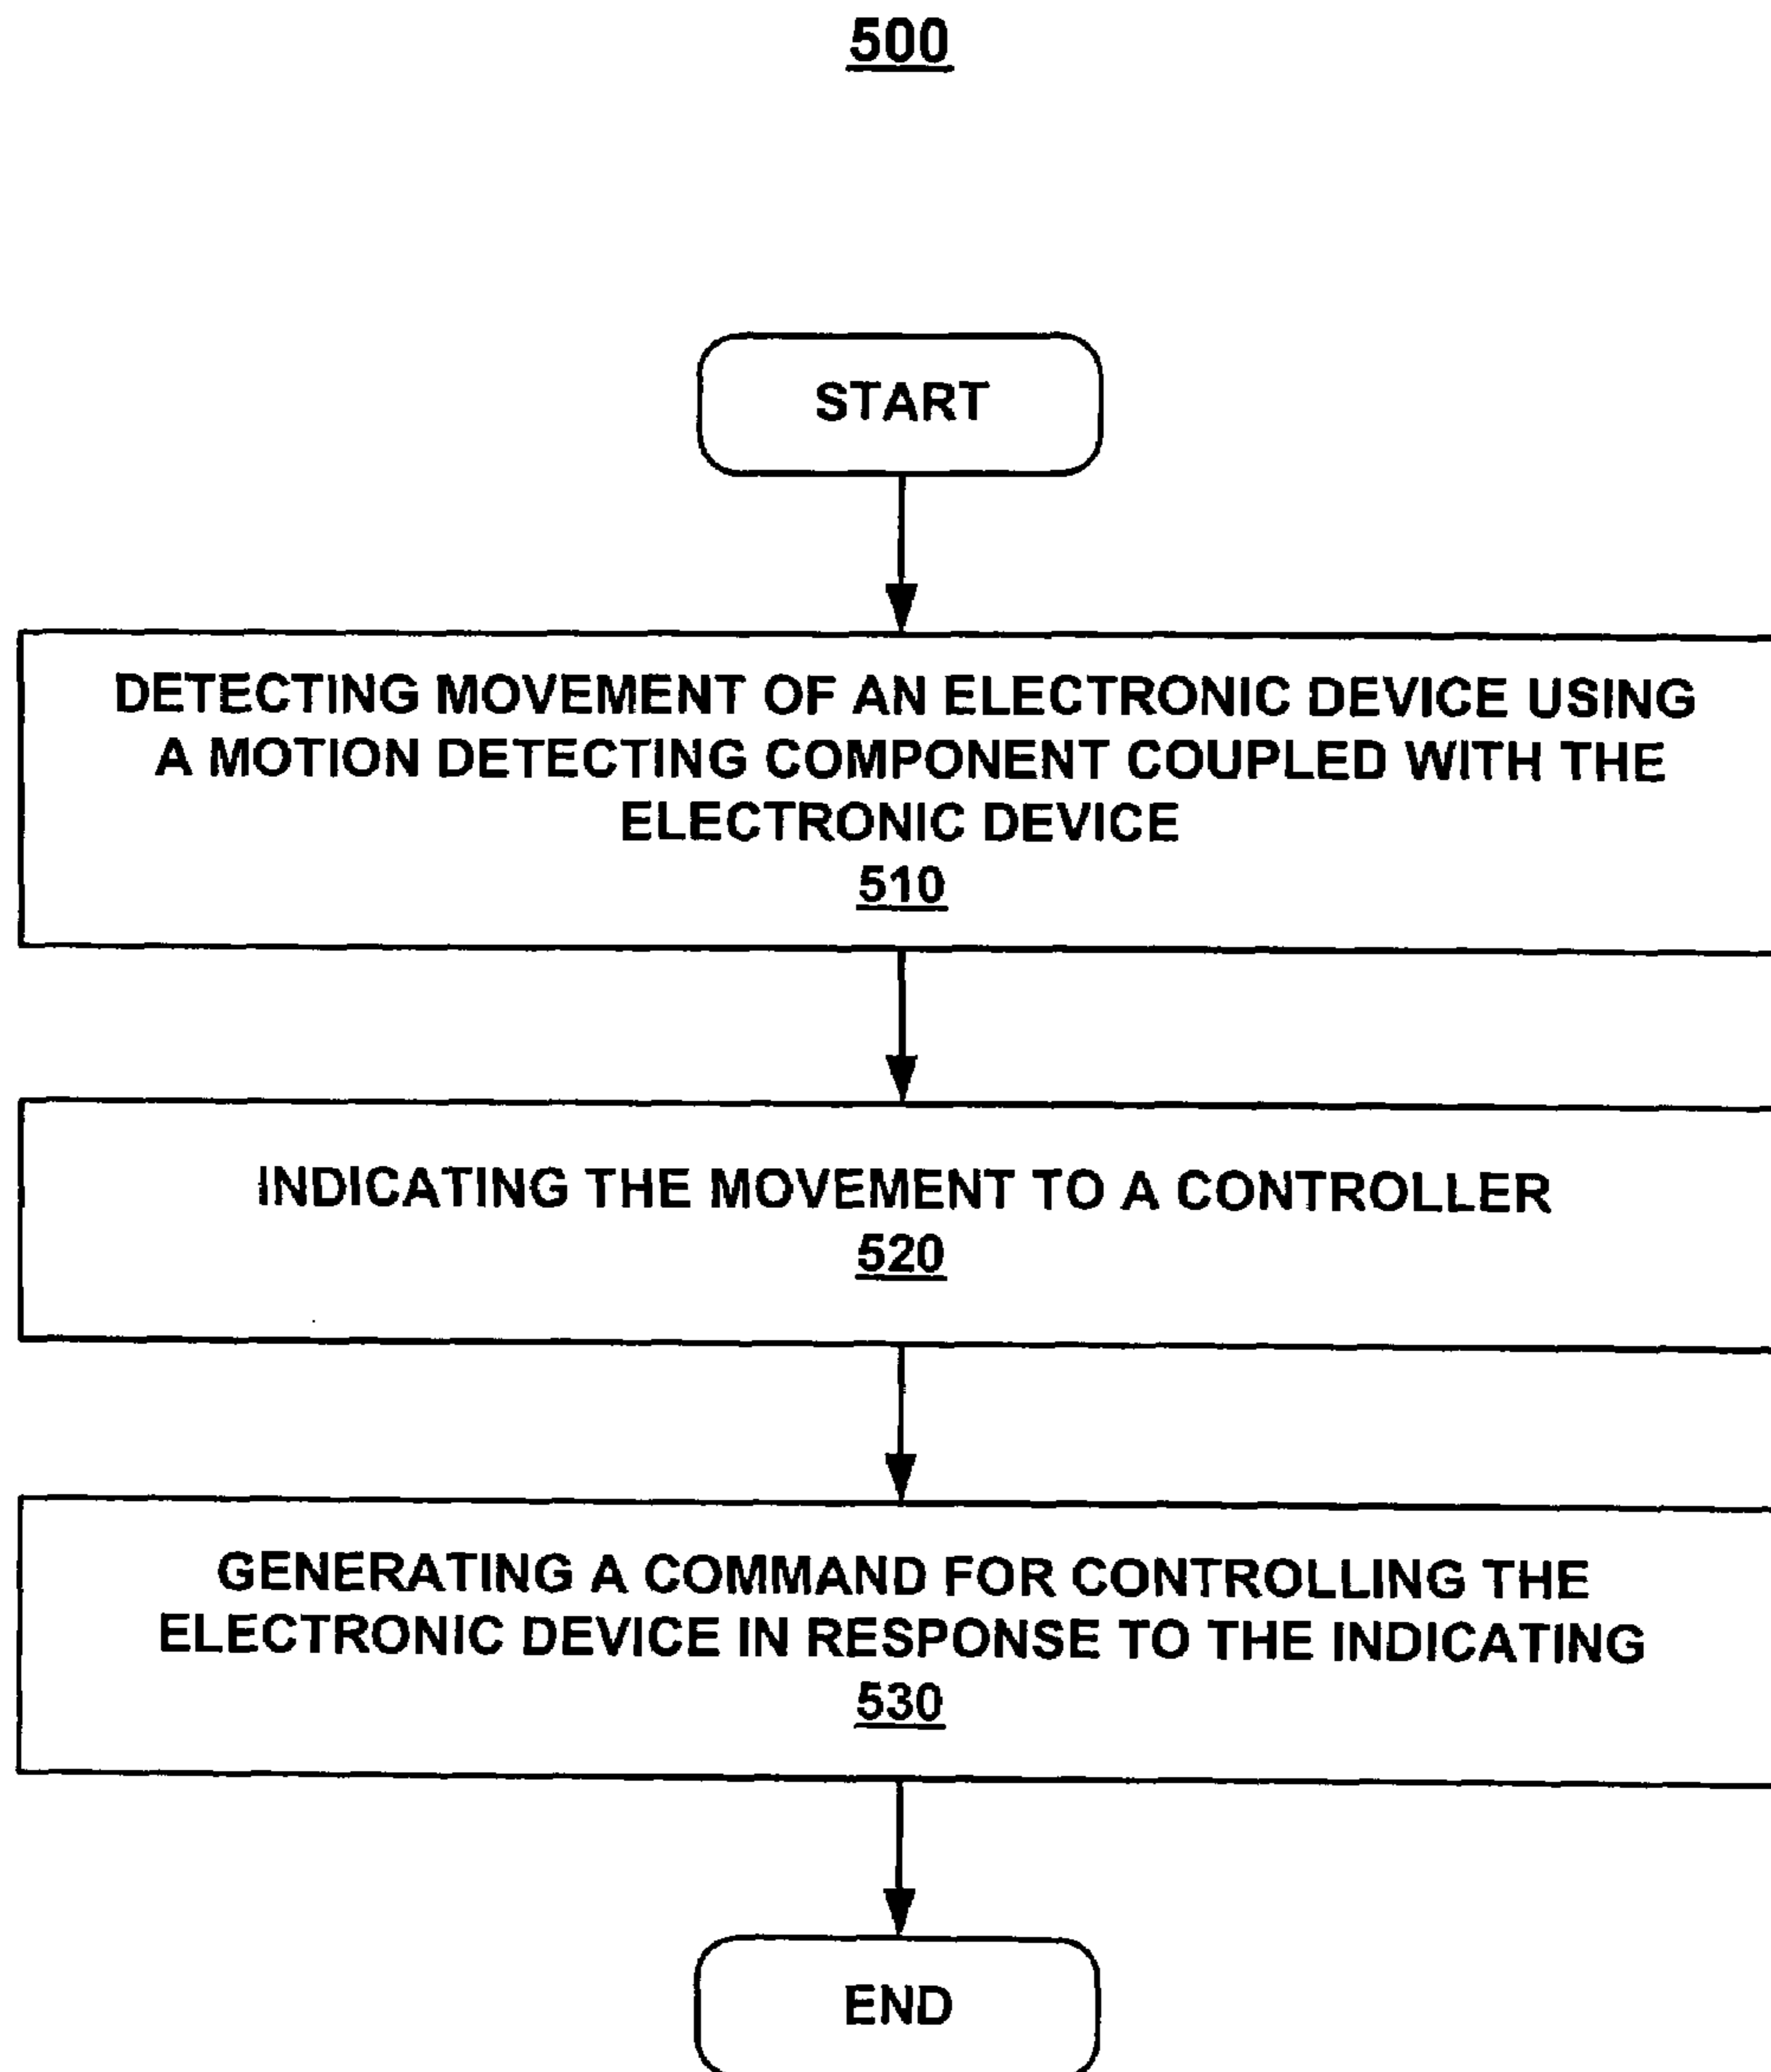 500
START
DETECTING MOVEMENT OF AN ELECTRONIC DEVICE USING
A MOTION DETECTING COMPONENT COUPLED WITH THE
ELECTRONIC DEVICE
510
INDICATING THE MOVEMENT TO A CONTROLLER
520
GENERATING A COMMAND FOR CONTROLLING THE
ELECTRONIC DEVICE IN RESPONSE TO THE INDICATING
530
END